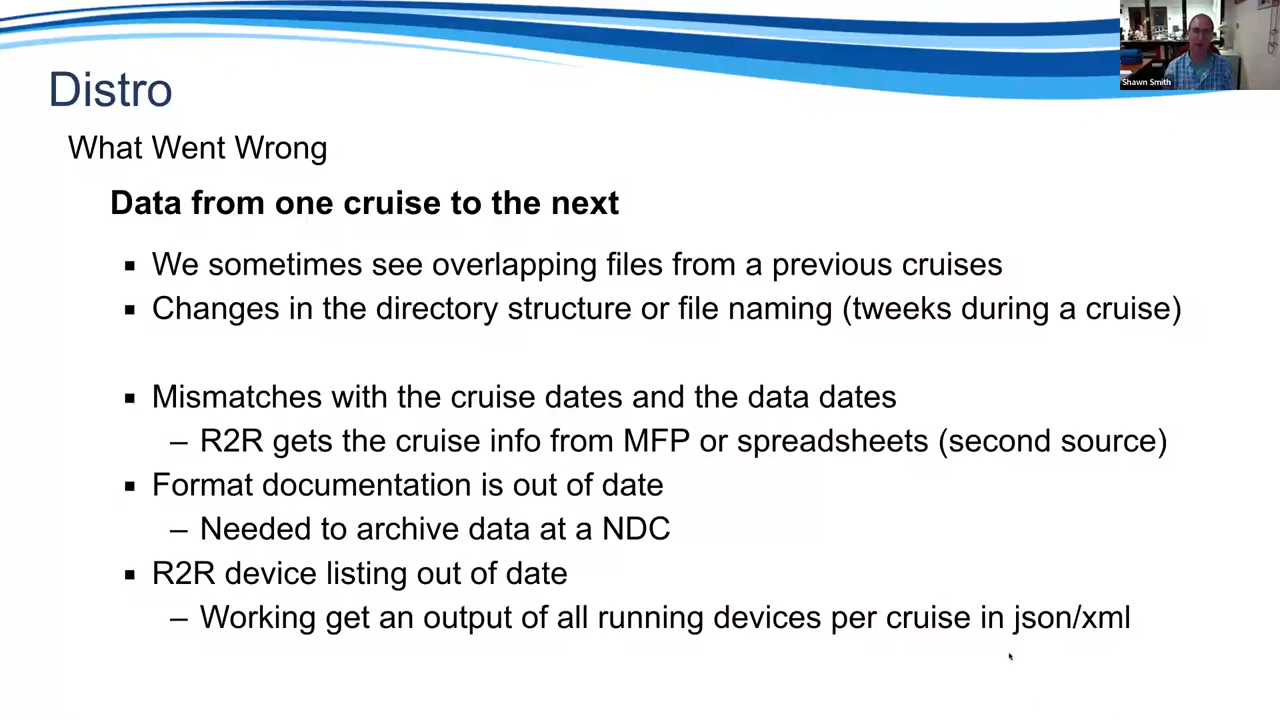 Shawn Smith
Distro
What Went Wrong
Data from one cruise to the next
▪ We sometimes see overlapping files from a previous cruises
▪ Changes in the directory structure or file naming (tweeks during a cruise)
▪ Mismatches with the cruise dates and the data dates
– R2R gets the cruise info from MFP or spreadsheets (second source)
▪ Format documentation is out of date
– Needed to archive data at a NDC
▪ R2R device listing out of date
– Working get an output of all running devices per cruise in json/xml